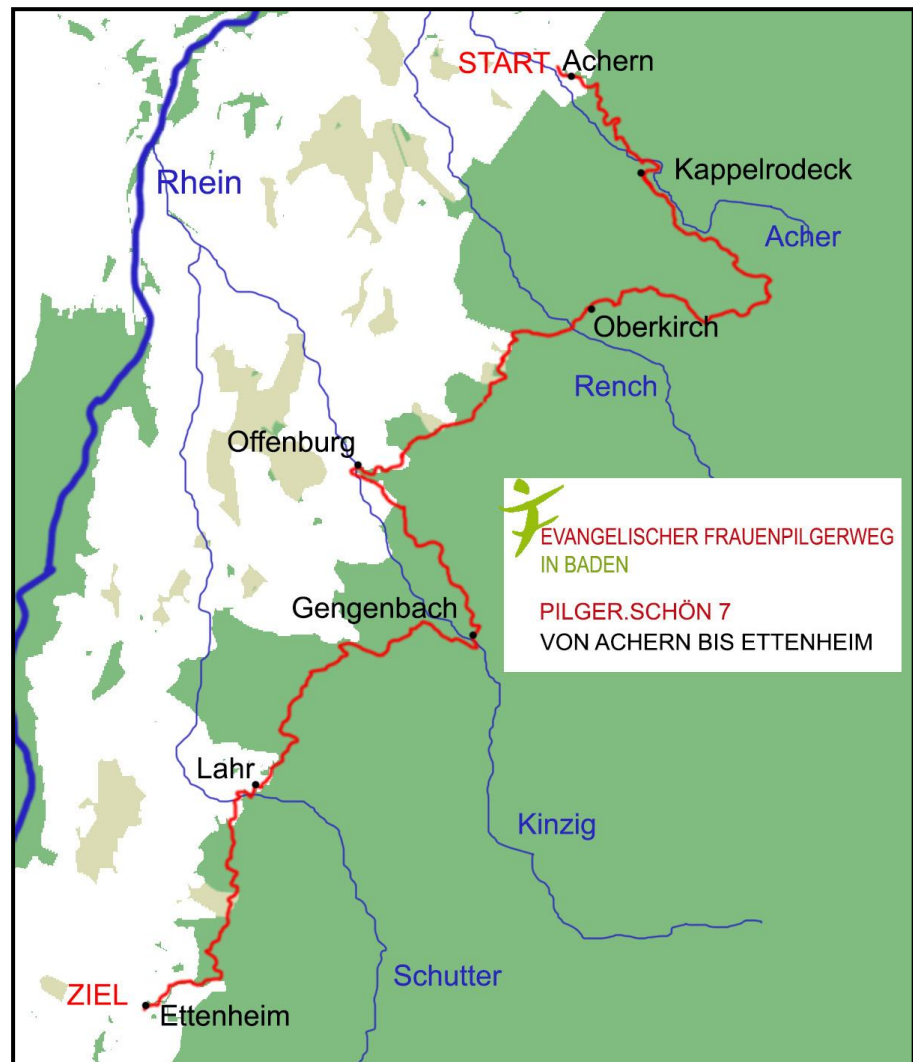 START
Achern
Kappelrodeck
Rhein
Acher
Oberkirch
Rench
Offenburg
EVANGELISCHER FRAUENPILGERWEG
IN BADEN
PILGER.SCHÖN 7
VON ACHERN BIS ETTENHEIM
Gengenbach
Lahr
Kinzig
Schutter
ZIEL
Ettenheim